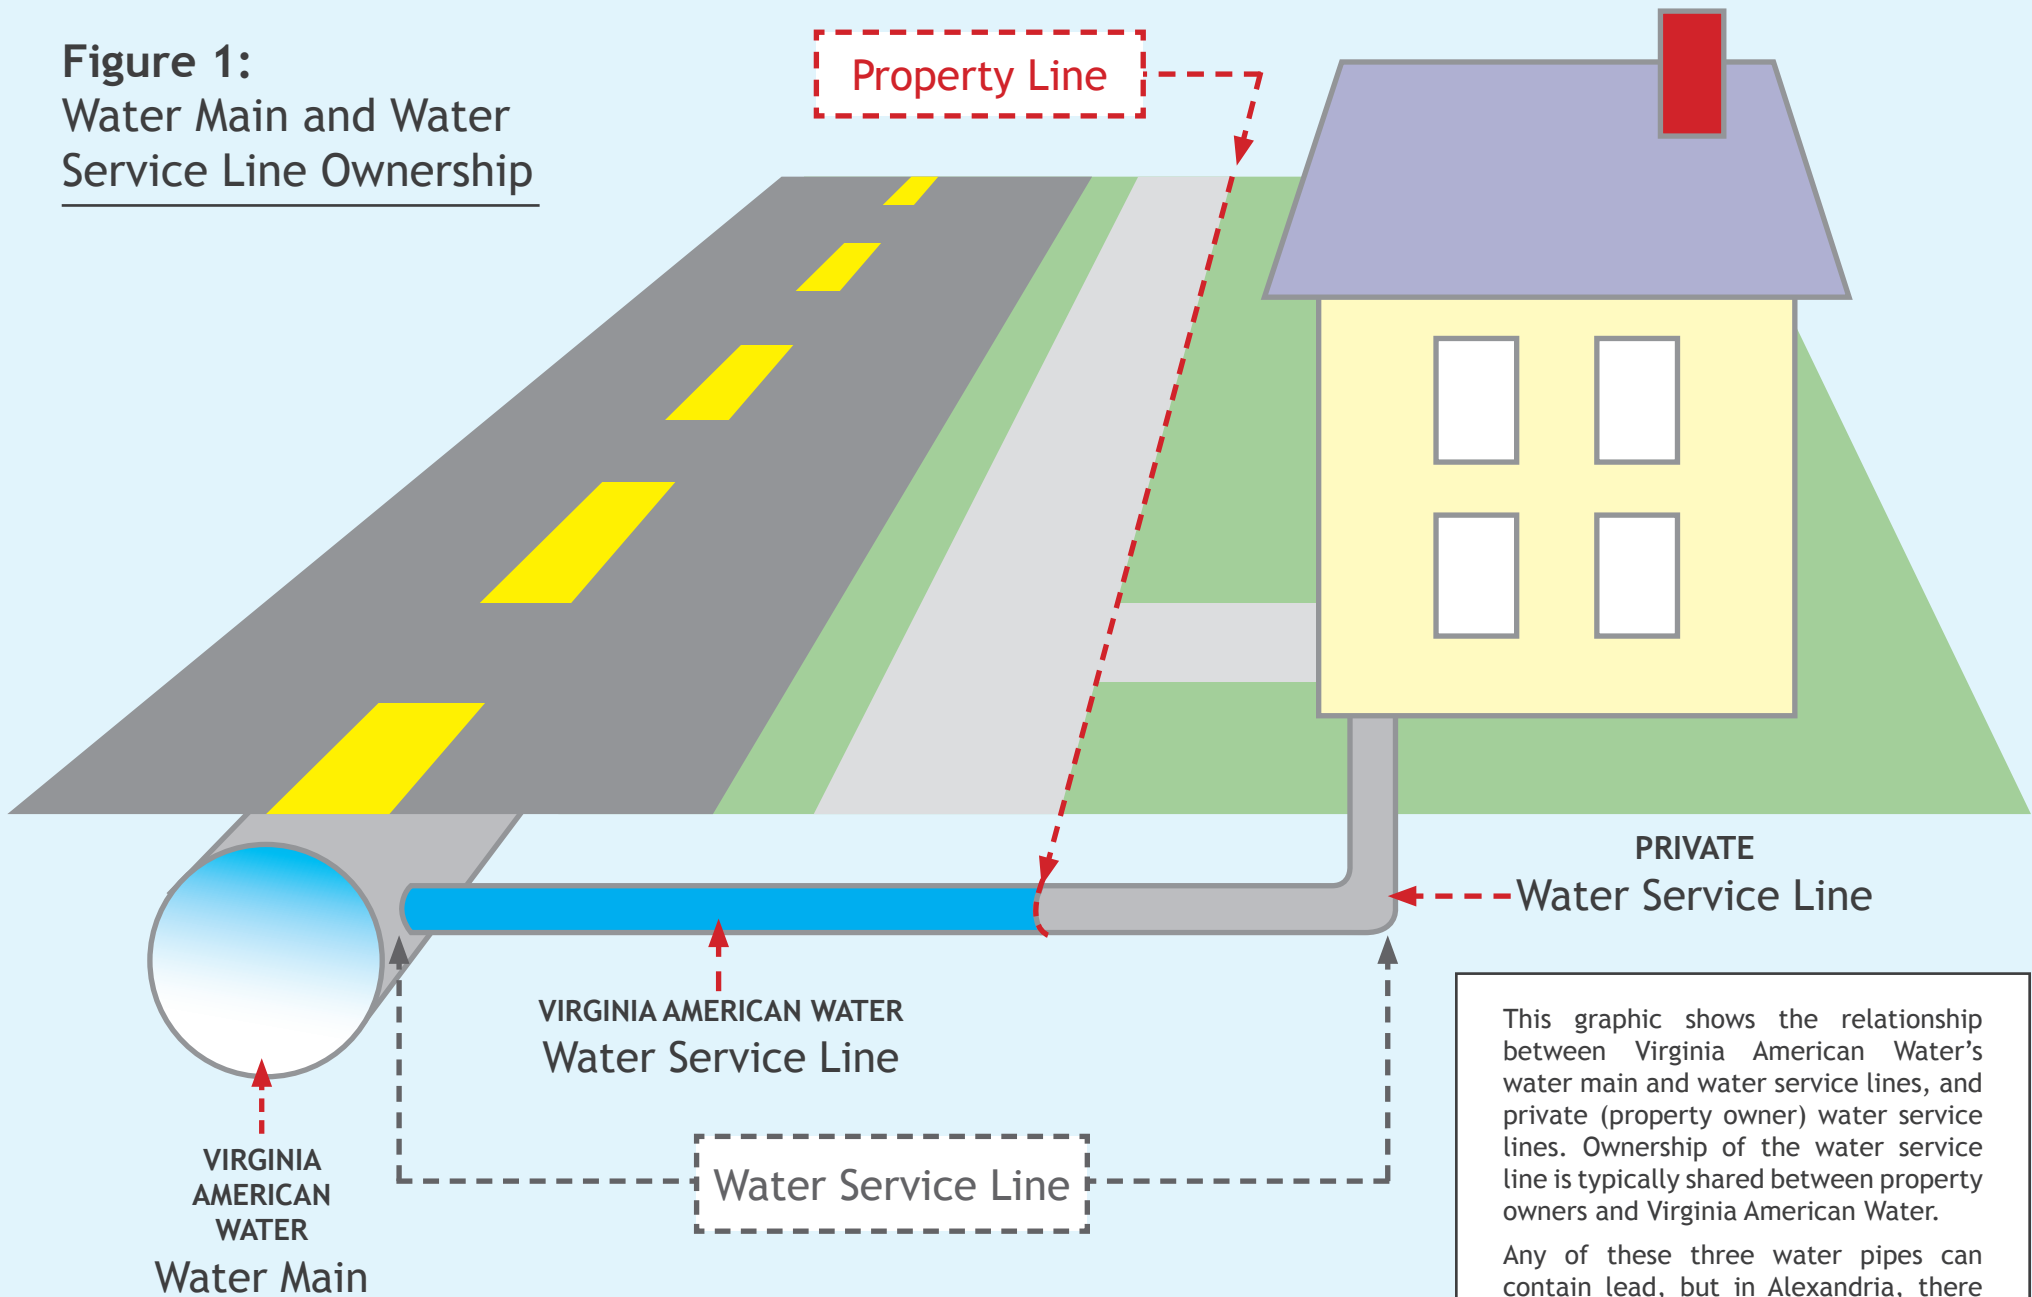 Figure 1:
Water Main and Water
Service Line Ownership
Property Line
PRIVATE
Water Service Line
VIRGINIA AMERICAN WATER
Water Service Line
Water Service Line
VIRGINIA
AMERICAN
WATER
Water Main
This graphic shows the relationship
between Virginia American Water’s
water main and water service lines, and
private (property owner) water service
lines. Ownership of the water service
line is typically shared between property
owners and Virginia American Water.
Any of these three water pipes can
contain lead, but in Alexandria, there